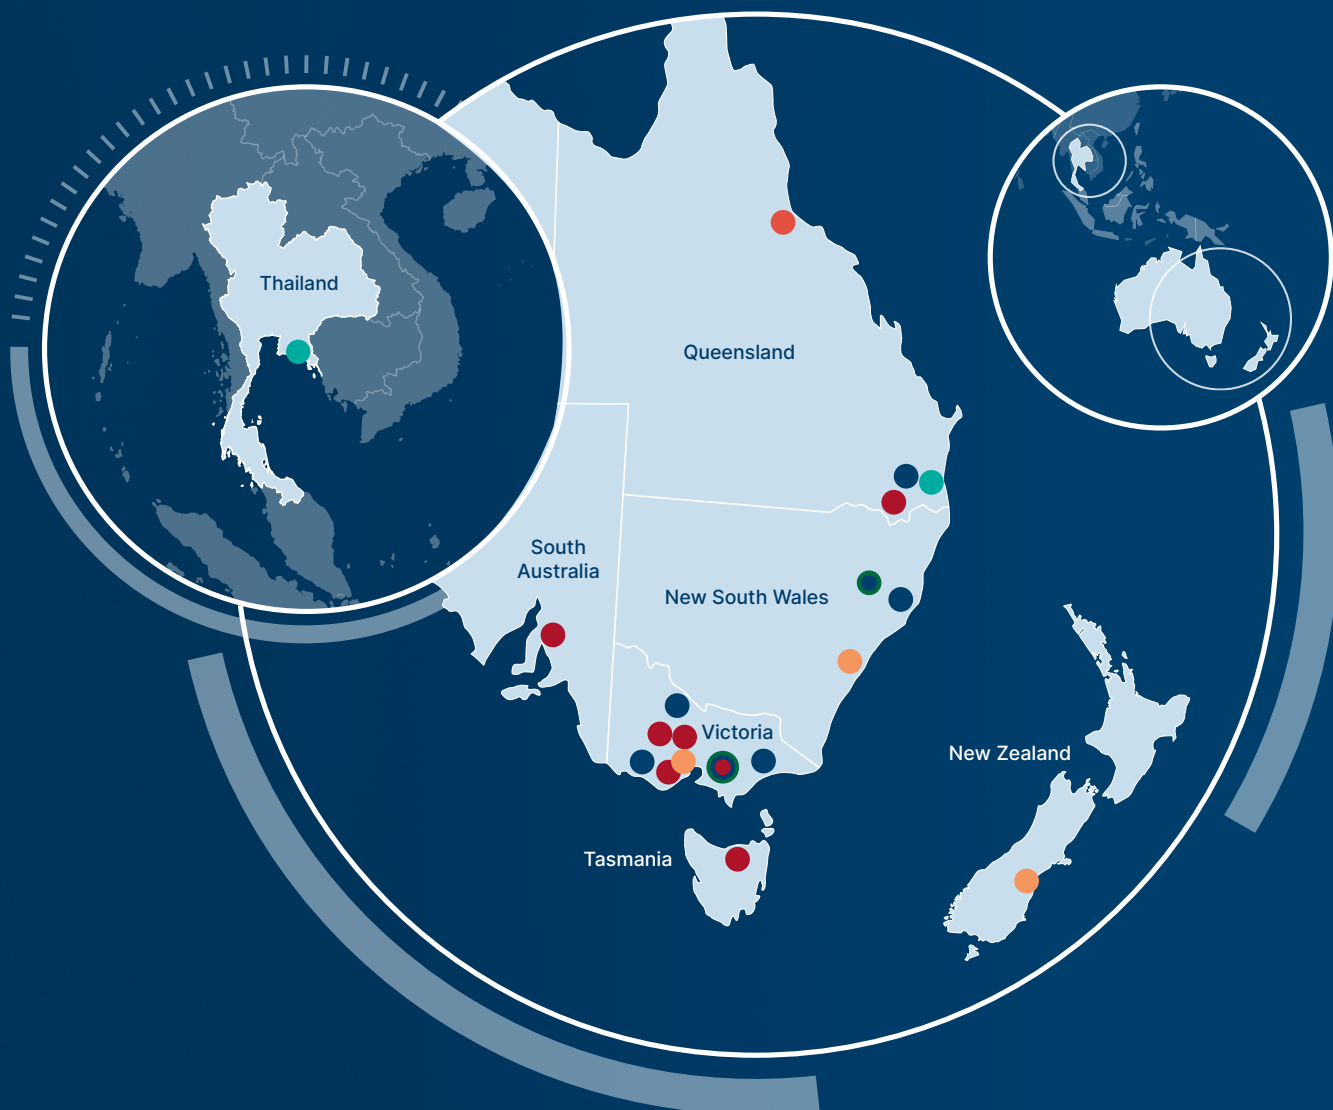 Thailand
Queensland
South
Australia
New South Wales
Victoria
New Zealand
Tasmania